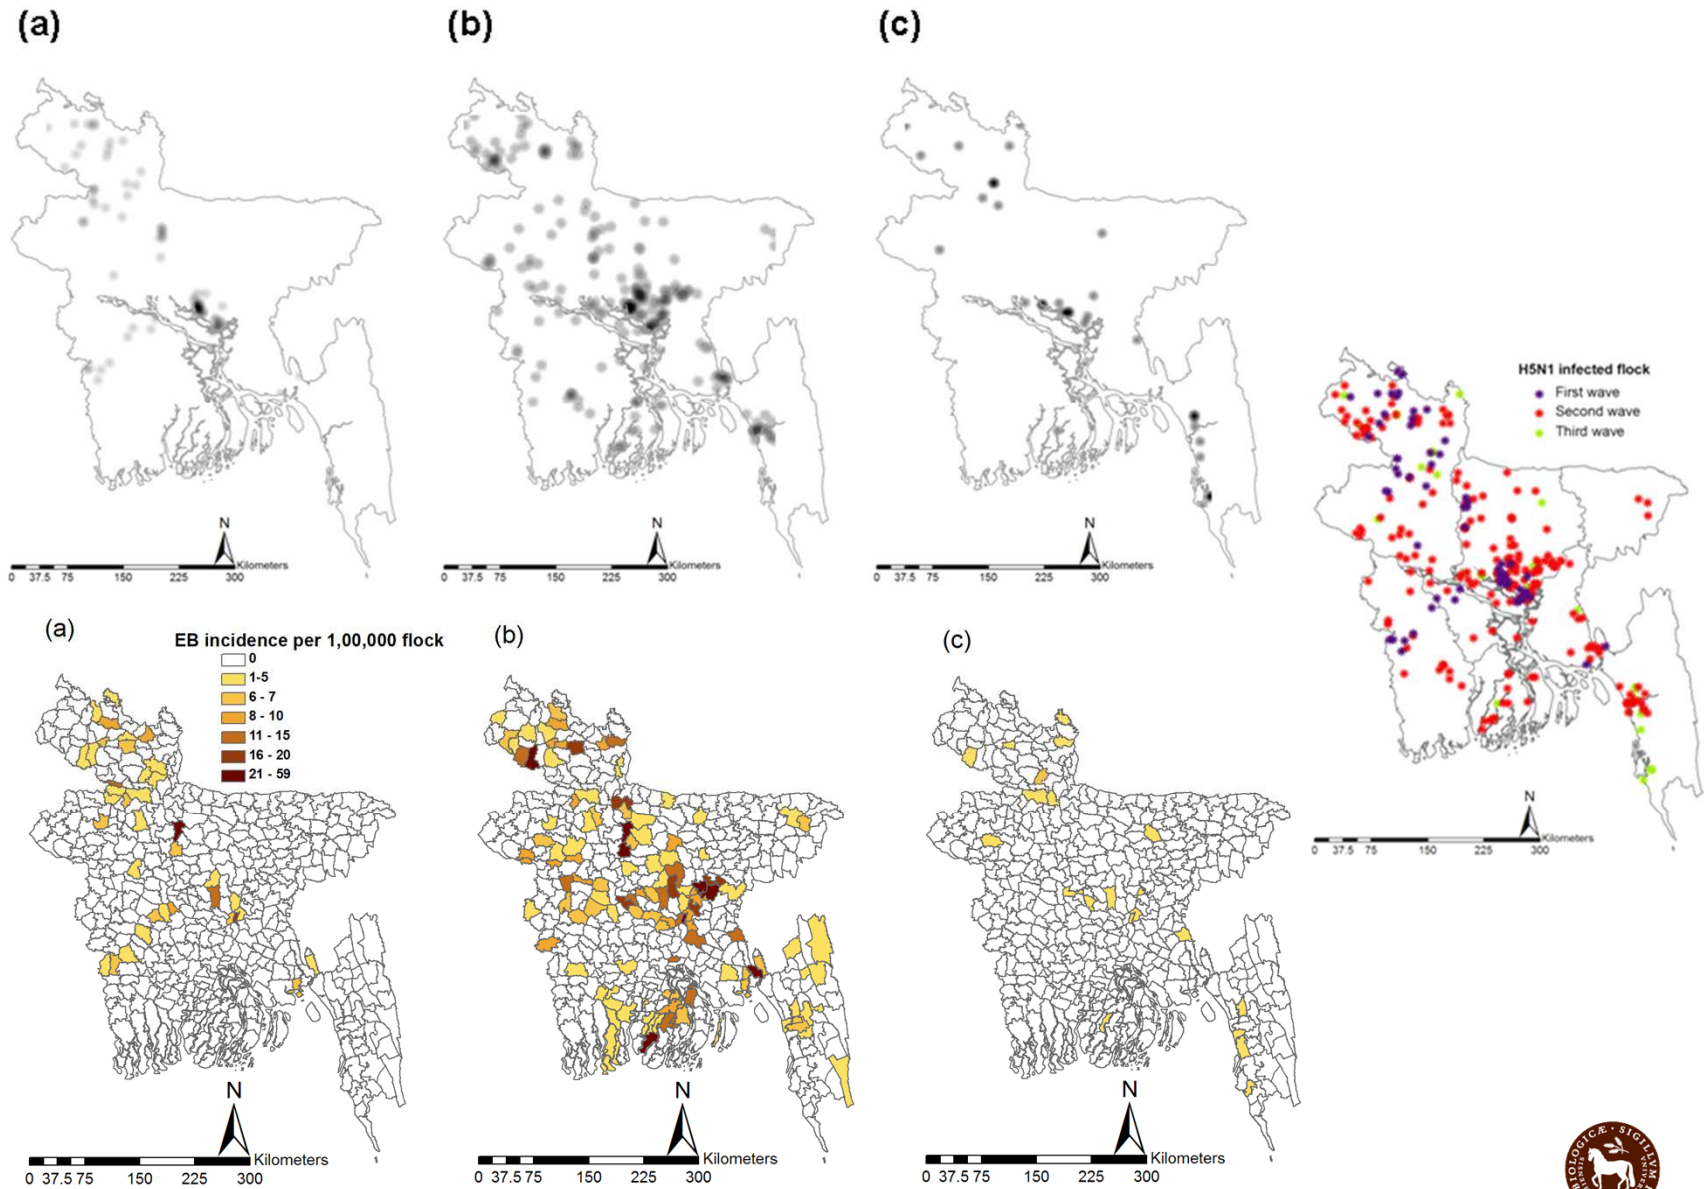 (a)
(b)
(c)
N
Kilometers
0 37.5 75 150 225 300
N
Kilometers
0 37.5 75 150 225 300
N
Kilometers
0 37.5 75 150 225 300
H5N1 infected flock
First wave
Second wave
Third wave
N
Kilometers
0 37.5 75 150 225 300
(a)
EB incidence per 1,00,000 flock
0
1-5
6 - 7
8 - 10
11 - 15
16 - 20
21 - 59
(b)
(c)
N
Kilometers
0 37.5 75 150 225 300
N
Kilometers
0 37.5 75 150 225 300
N
Kilometers
0 37.5 75 150 225 300